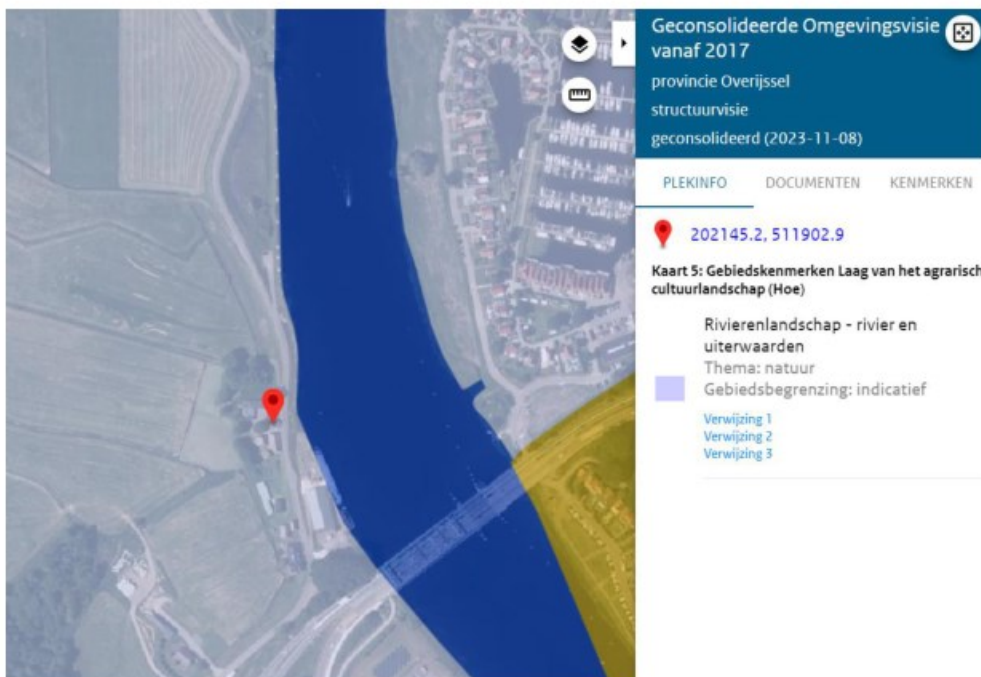 Geconsolideerde Omgevingsvisie
vanaf 2017
provincie Overijssel
structuurvisie
geconsolideerd (2023-11-08)
PLEKINFO DOCUMENTEN KENMERKEN
202145.2, 511902.9
Kaart 5: Gebiedskenmerken Laag van het agrarisch
cultuurlandschap (Hoe)
Rivierenlandschap - rivier en
uiterwaarden
Thema: natuur
Gebiedsbegrenzing: indicatief
Verwijzing 1
Verwijzing 2
Verwijzing 3